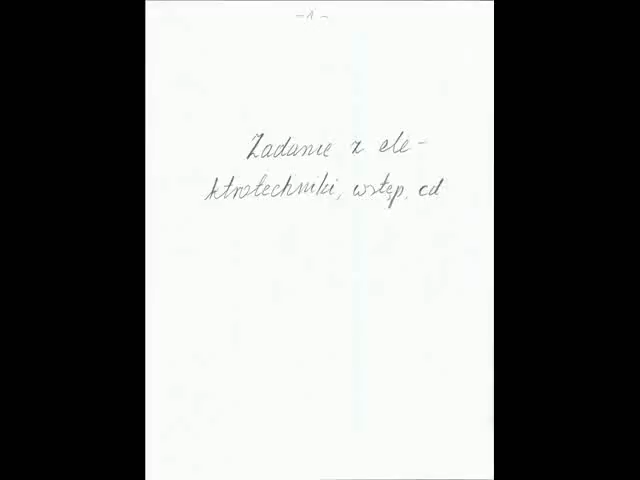 - 1 -
Zadanie z ele-
ktrotechniki, wstęp, cd